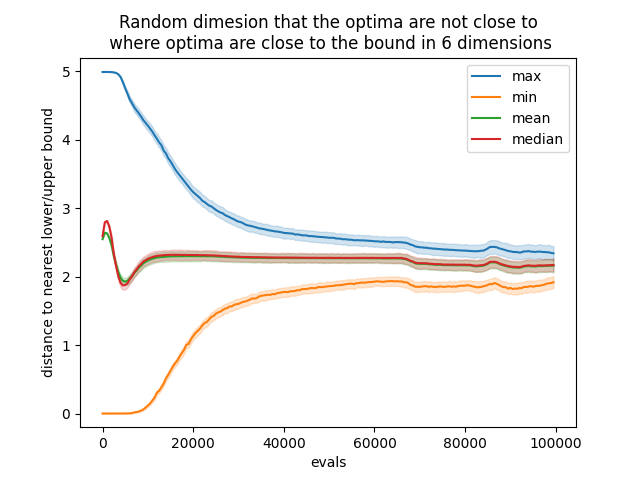 Random dimesion that the optima are not close to
where optima are close to the bound in 6 dimensions
distance to nearest lower/upper bound
5
4
3
2
1
0
max
min
mean
median
0
20000
40000
60000
80000
100000
evals